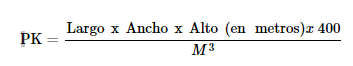 PK = Largo x Ancho x Alto (en metros)x 400
M³